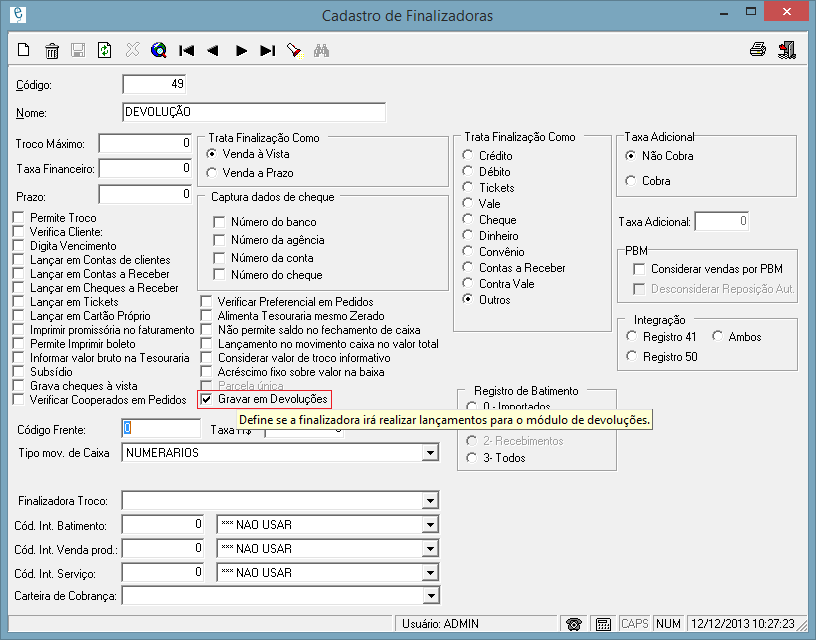 Cadastro de Finalizadoras
Código: 49
Nome: DEVOLUÇÃO
Troco Máximo: 0
Taxa Financeiro: 0
Prazo: 0
Trata Finalização Como
Venda à Vista
Venda a Prazo
Captura dados de cheque
Número do banco
Número da agência
Número da conta
Número do cheque
Trata Finalização Como
Crédito
Débito
Tickets
Vale
Cheque
Dinheiro
Convênio
Contas a Receber
Contra Vale
Outros
Taxa Adicional
Não Cobra
Cobra
Taxa Adicional: 0
PBM
Considerar vendas por PBM
Desconsiderar Reposição Aut.
Integração
Registro 41 Ambos
Registro 50
Permite Troco
Verifica Cliente:
Digita Vencimento
Lançar em Contas de clientes
Lançar em Contas a Receber
Lançar em Cheques a Receber
Lançar em Tickets
Lançar em Cartão Próprio
Imprimir promissória no faturamento
Permite Imprimir boleto
Informar valor bruto na Tesouraria
Subsídio
Grava cheques à vista
Verificar Cooperados em Pedidos
Verificar Preferencial em Pedidos
Alimenta Tesouraria mesmo Zerado
Não permite saldo no fechamento de caixa
Lançamento no movimento caixa no valor total
Considerar valor de troco informativo
Acréscimo fixo sobre valor na baixa
Parcela única
Gravar em Devoluções
Define se a finalizadora irá realizar lançamentos para o módulo de devoluções.
Registro de Batimento
0 - Importados
2- Recebimentos
3- Todos
Código Frente: 0 Taxa R$
Tipo mov. de Caixa NUMERARIOS
Finalizadora Troco:
Cód. Int. Batimento: 0 *** NAO USAR
Cód. Int. Venda prod.: 0 *** NAO USAR
Cód. Int. Serviço: 0 *** NAO USAR
Carteira de Cobrança:
Usuário: ADMIN CAPS NUM 12/12/2013 10:27:23